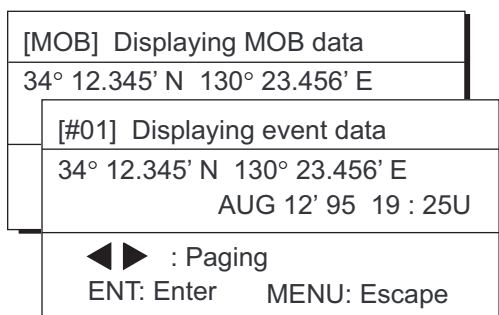 [MOB] Displaying MOB data
34° 12.345’ N 130° 23.456’ E
[#01] Displaying event data
34° 12.345’ N 130° 23.456’ E
AUG 12’ 95 19 : 25U
◀ ▶ : Paging
ENT: Enter MENU: Escape